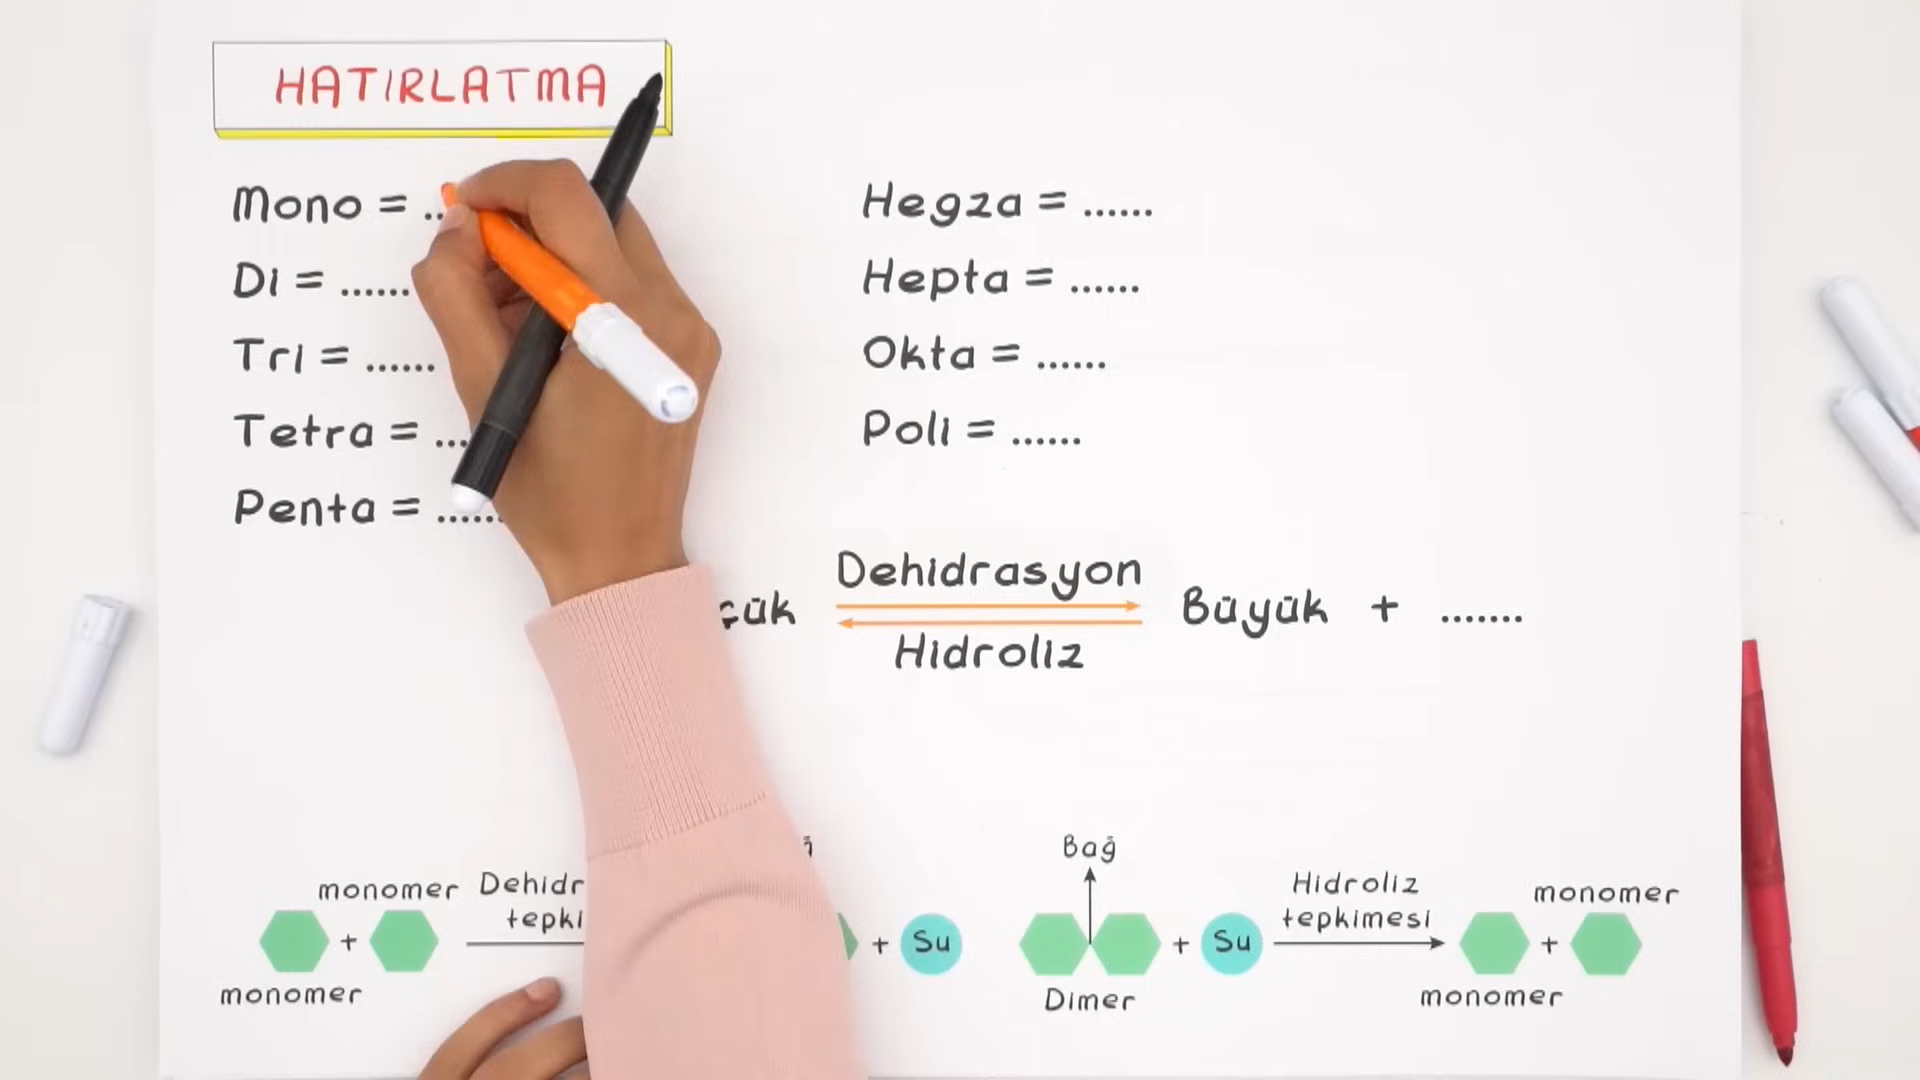 HATIRLATMA
Mono = ..
Di = ......
Tri = ......
Tetra = ...
Penta = ......
Hegza = ......
Hepta = ......
Okta = ......
Poli = ......
Dehidrasyon
çük Büyük + .......
Hidroliz
monomer Dehidr
tepki
+ + Su
monomer
Bağ
Hidroliz
tepkimesi
monomer
+ Su +
Dimer
monomer